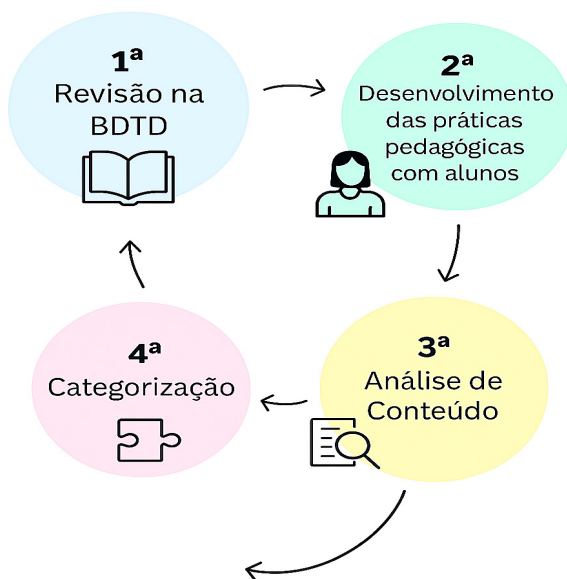 1ª
Revisão na
BDTD
2ª
Desenvolvimento
das práticas
pedagógicas
com alunos
3ª
Análise de
Conteúdo
4ª
Categorização